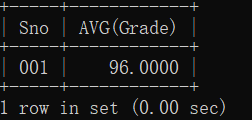 +-----+------------+
| Sno | AVG(Grade) |
+-----+------------+
| 001 |    96.0000 |
+-----+------------+
1 row in set (0.00 sec)